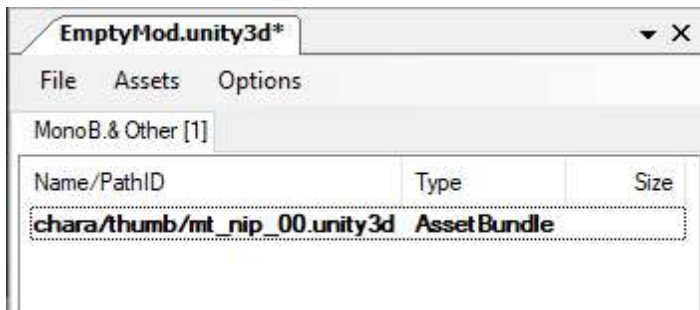 EmptyMod.unity3d*
File Assets Options
MonoB.& Other [1]
Name/PathID Type Size
chara/thumb/mt_nip_00.unity3d AssetBundle